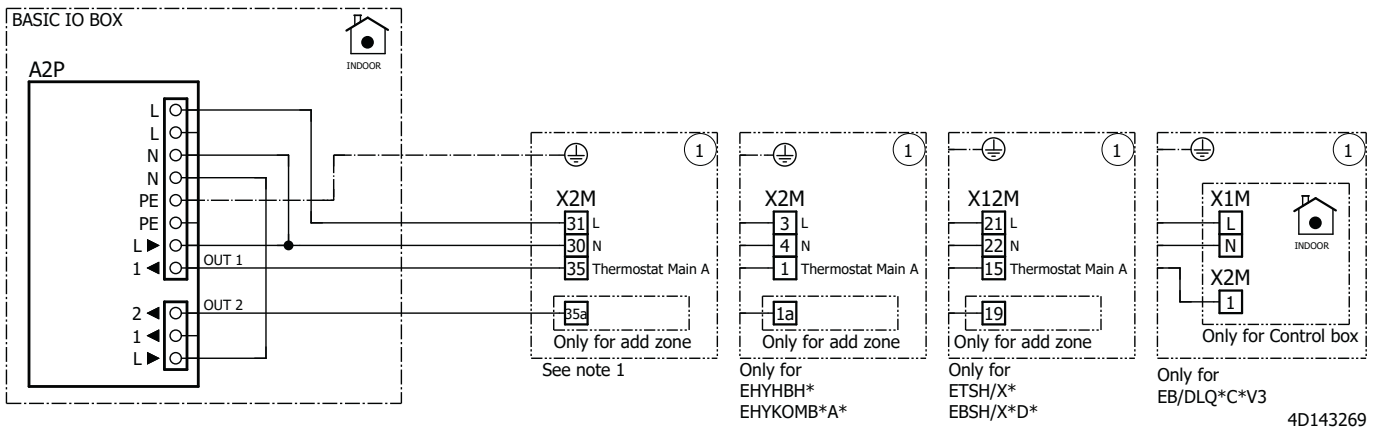 BASIC IO BOX
INDOOR
A2P
L
L
N
N
PE
PE
L ▶
1 ◀ OUT 1
2 ◀ OUT 2
1 ◀
L ▶
1
X2M
31 L
30 N
35 Thermostat Main A
35a
Only for add zone
See note 1
1
X2M
3 L
4 N
1 Thermostat Main A
1a
Only for add zone
Only for
EHYHBH*
EHYKOMB*A*
1
X12M
21 L
22 N
15 Thermostat Main A
19
Only for add zone
Only for
ETSH/X*
EBSH/X*D*
1
X1M
L
N
INDOOR
X2M
1
Only for Control box
Only for
EB/DLQ*C*V3
4D143269